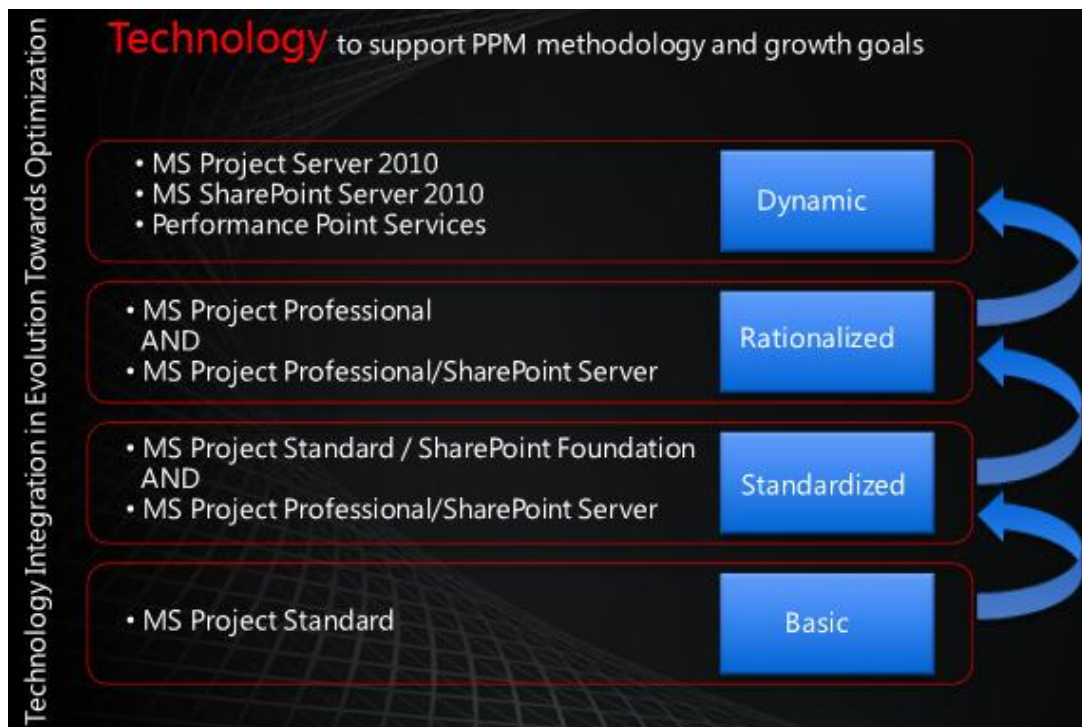 Technology to support PPM methodology and growth goals
Technology Integration in Evolution Towards Optimization
• MS Project Server 2010
• MS SharePoint Server 2010
• Performance Point Services
Dynamic
• MS Project Professional
AND
• MS Project Professional/SharePoint Server
Rationalized
• MS Project Standard / SharePoint Foundation
AND
• MS Project Professional/SharePoint Server
Standardized
• MS Project Standard
Basic